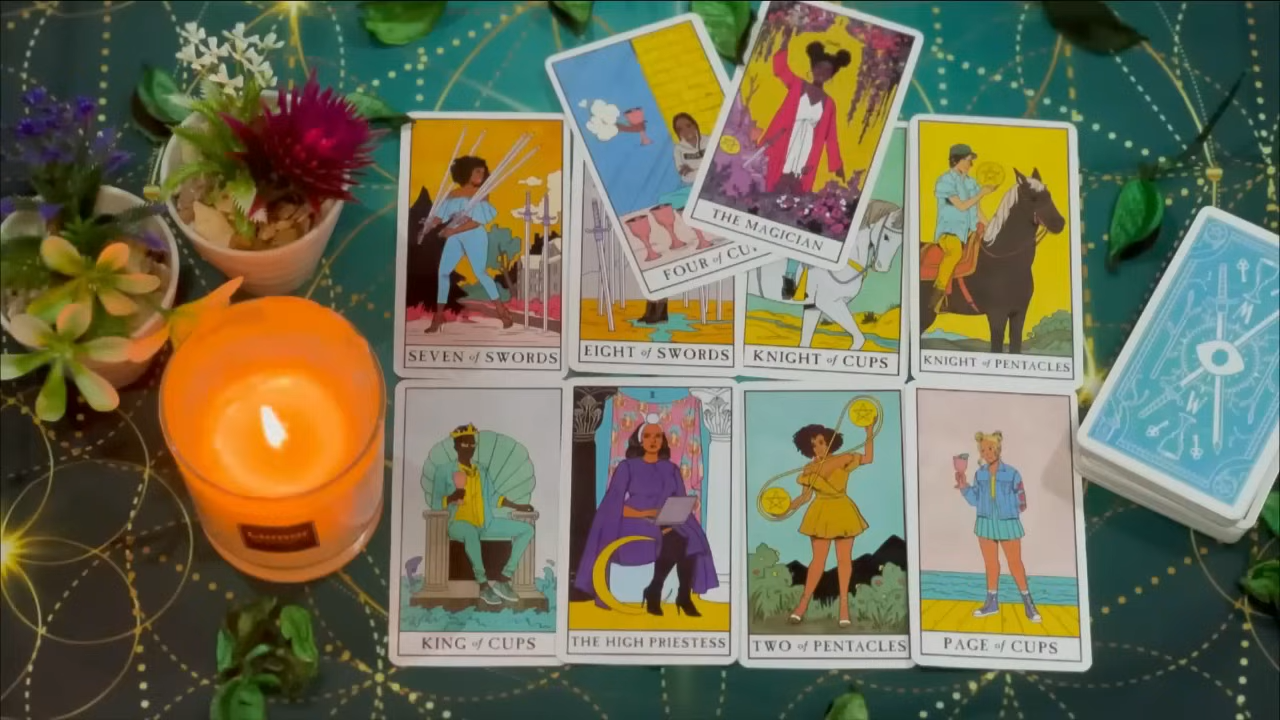 THE MAGICIAN
FOUR of CU
SEVEN of SWORDS
EIGHT of SWORDS
KNIGHT of CUPS
KNIGHT of PENTACLES
KING of CUPS
II
THE HIGH PRIESTESS
TWO of PENTACLES
PAGE of CUPS